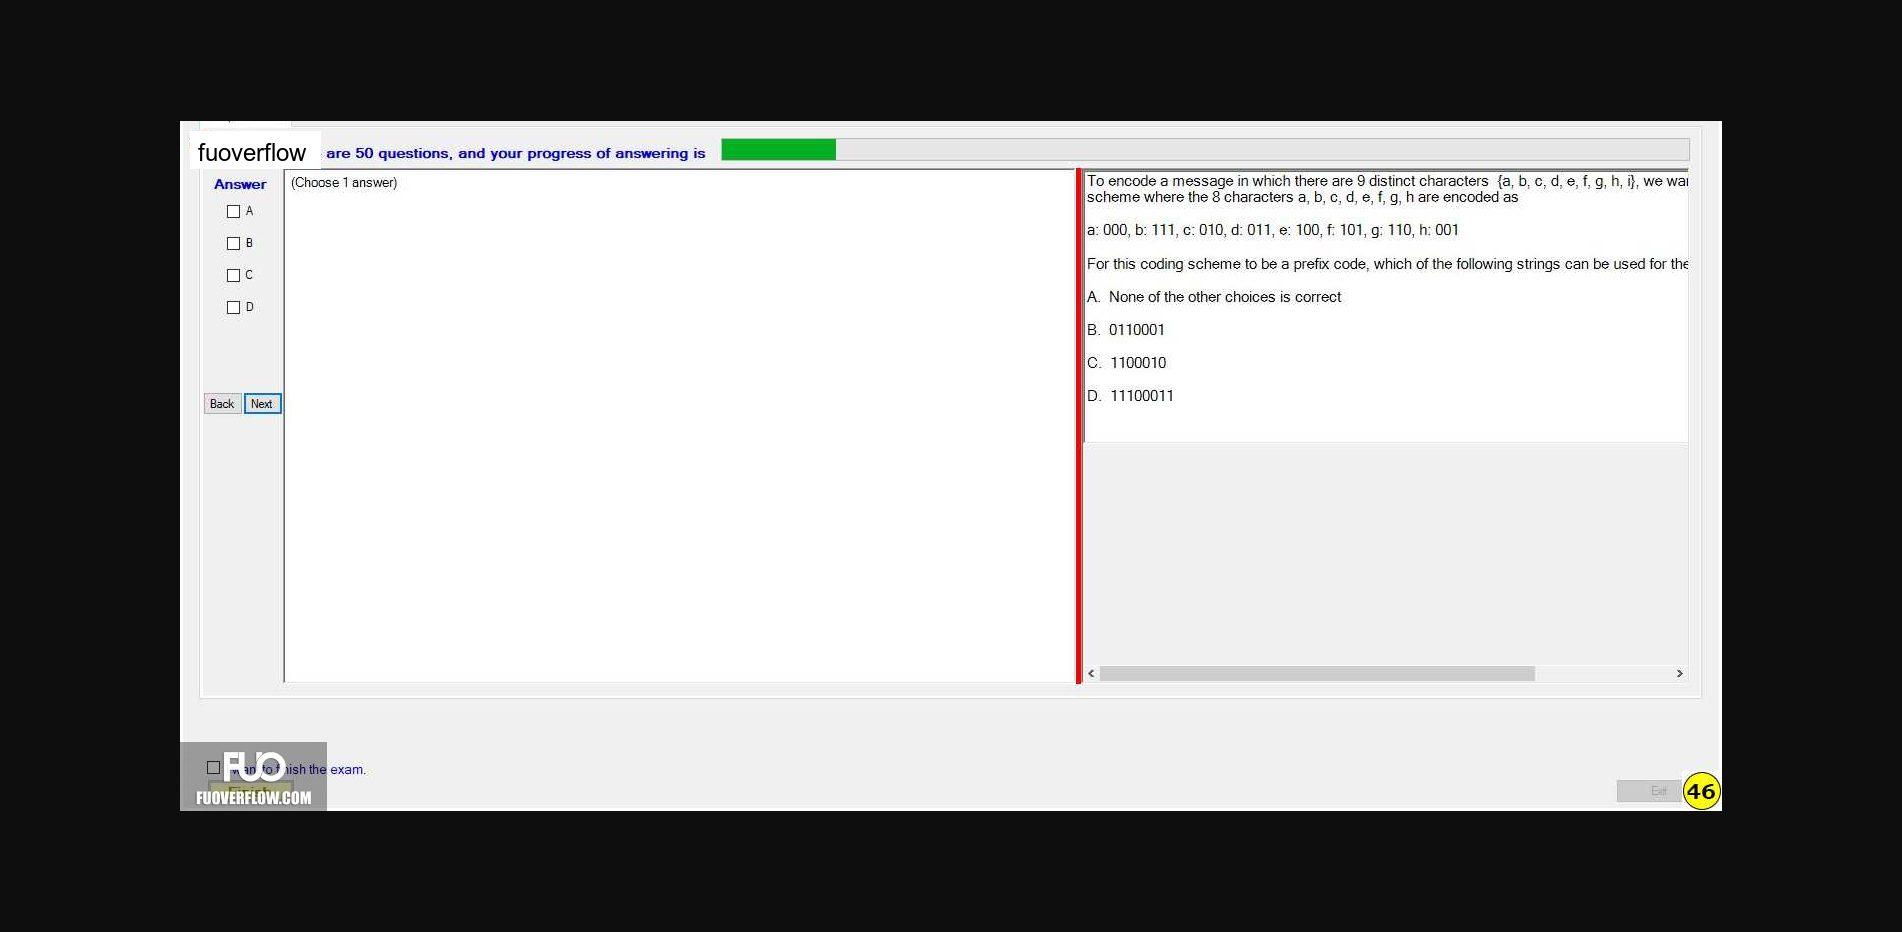 fuoverflow are 50 questions, and your progress of answering is
Answer
A
B
C
D
Back Next
(Choose 1 answer)
To encode a message in which there are 9 distinct characters {a, b, c, d, e, f, g, h, i}, we
scheme where the 8 characters a, b, c, d, e, f, g, h are encoded as
a: 000, b: 111, c: 010, d: 011, e: 100, f: 101, g: 110, h: 001
For this coding scheme to be a prefix code, which of the following strings can be used for the
A. None of the other choices is correct
B. 0110001
C. 1100010
D. 11100011
FUO
want to finish the exam.
Finish
FUOVERFLOW.COM
Exit
46